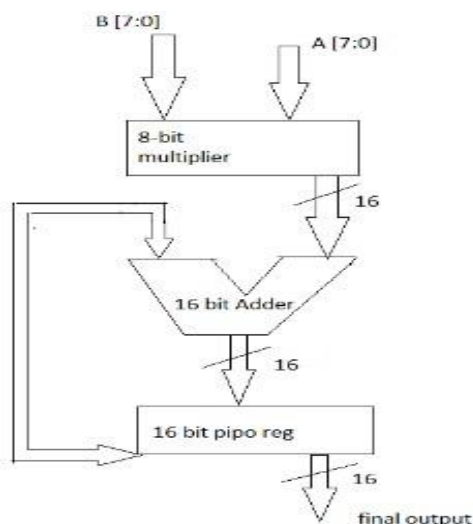 B [7:0]
A [7:0]
8-bit
multiplier
16
16 bit Adder
16
16 bit pipo reg
16
final output